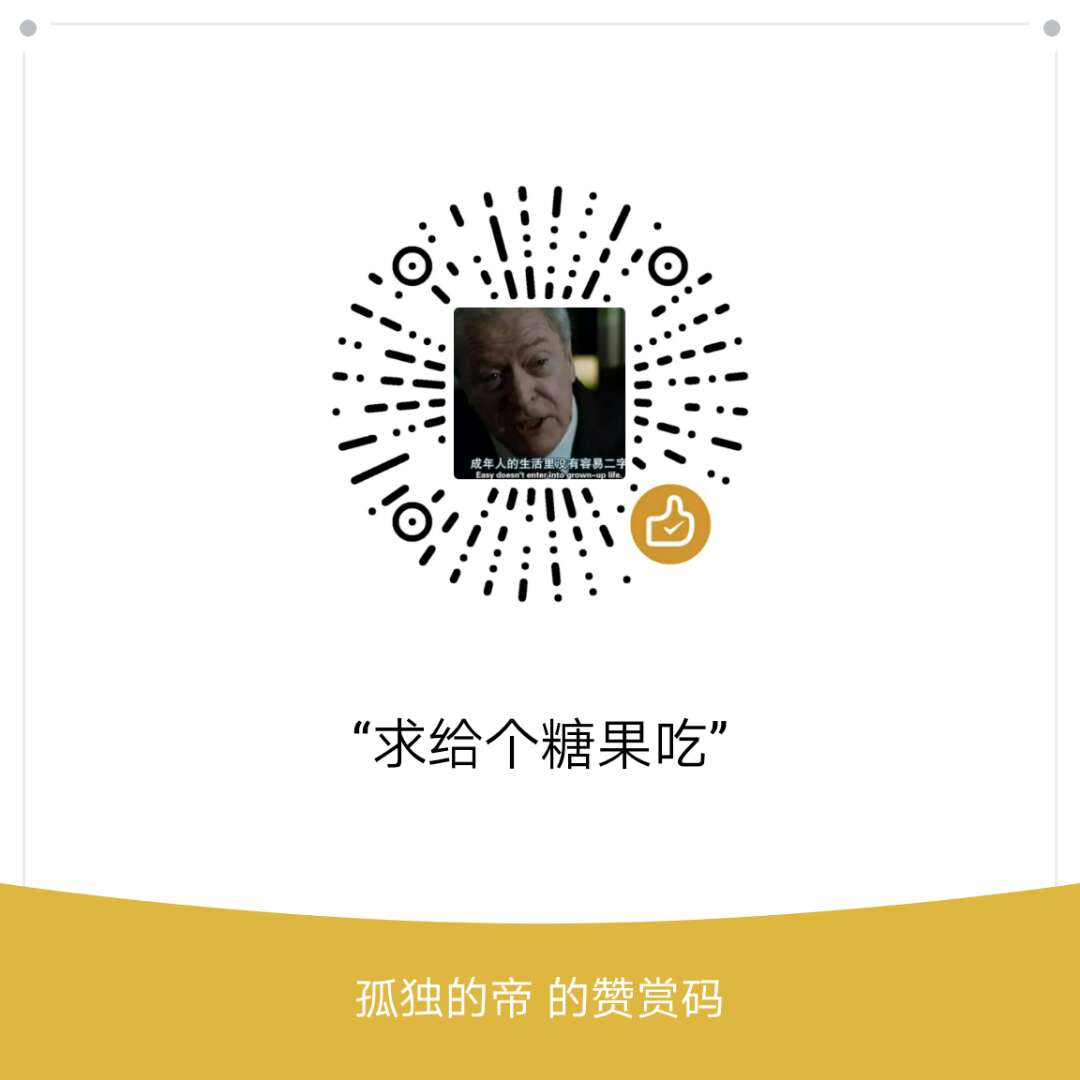 成年人的生活里没有容易二字
Easy doesn't enter into grown-up life.
“求给个糖果吃”
孤独的帝 的赞赏码